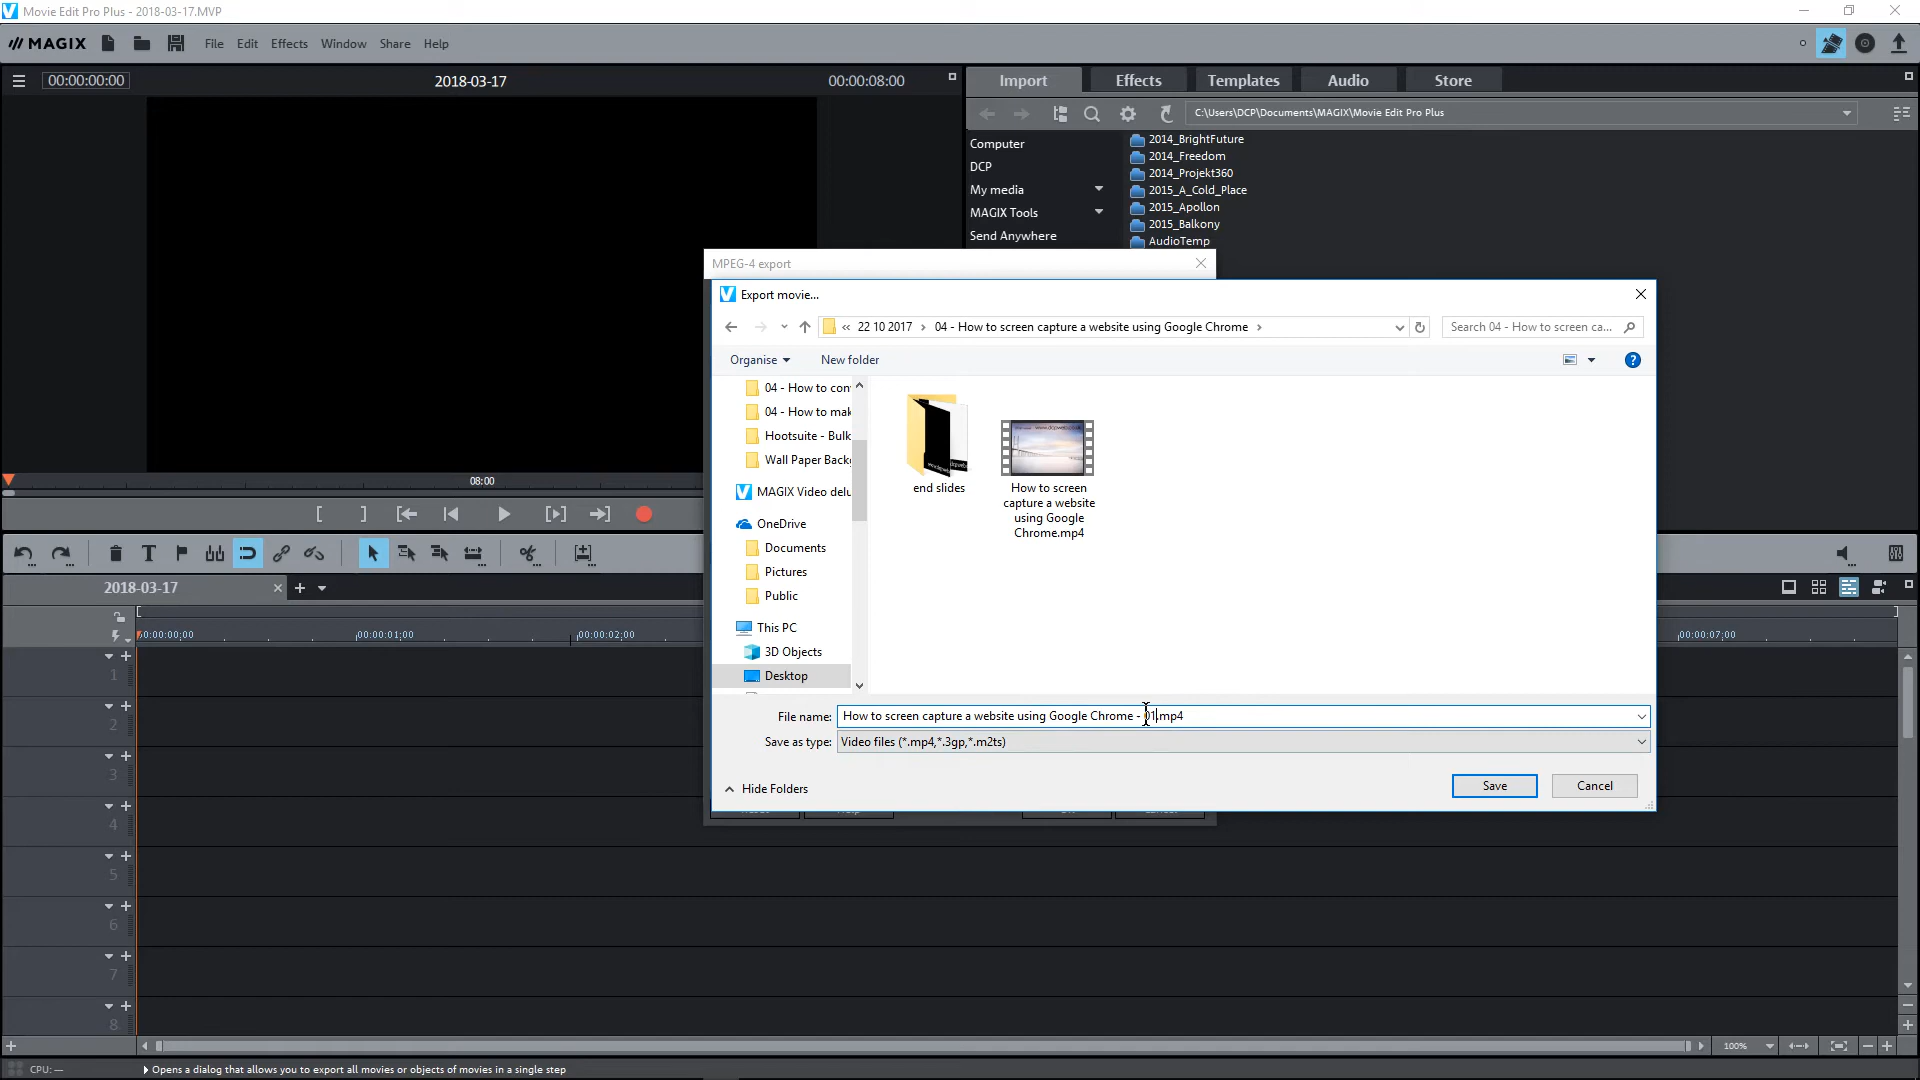 Movie Edit Pro Plus - 2018-03-17.MVP
MAGIX File Edit Effects Window Share Help
00:00:00:00 2018-03-17 00:00:08:00
Import Effects Templates Audio Store
C:\Users\DCP\Documents\MAGIX\Movie Edit Pro Plus
Computer
DCP
My media
MAGIX Tools
Send Anywhere
2014_BrightFuture
2014_Freedom
2014_Projekt360
2015_A_Cold_Place
2015_Apollon
2015_Balkony
AudioTemp
MPEG-4 export
Export movie...
« 22 10 2017 › 04 - How to screen capture a website using Google Chrome ›
Search 04 - How to screen ca...
Organise New folder
04 - How to con
04 - How to mak
Hootsuite - Bulk
Wall Paper Back
MAGIX Video delu
OneDrive
Documents
Pictures
Public
This PC
3D Objects
Desktop
end slides
How to screen
capture a website
using Google
Chrome.mp4
File name: How to screen capture a website using Google Chrome - 01.mp4
Save as type: Video files (*.mp4,*.3gp,*.m2ts)
Hide Folders Save Cancel
08:00
2018-03-17
00:00:00;00 00:00:01;00 00:00:02;00 00:00:07;00
1
2
3
4
5
6
7
8
100%
CPU: — Opens a dialog that allows you to export all movies or objects of movies in a single step